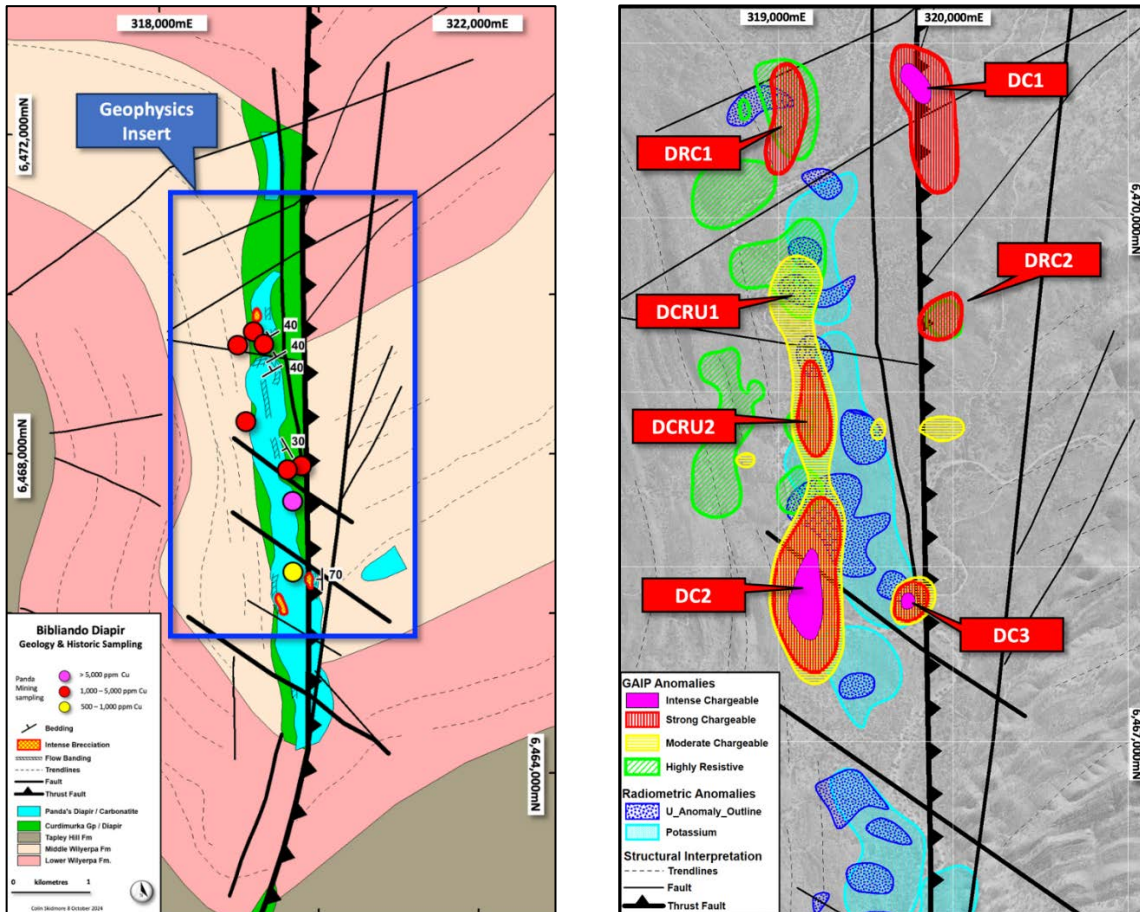 318,000mE
322,000mE
Geophysics
Insert
6,472,000mN
40
40
40
6,468,000mN
30
70
6,464,000mN
Bibliando Diapir
Geology & Historic Sampling
Panda
Mining
sampling
> 5,000 ppm Cu
1,000 – 5,000 ppm Cu
500 – 1,000 ppm Cu
Bedding
Intense Brecciation
Flow Banding
Trendlines
Fault
Thrust Fault
Panda's Diapir / Carbonatite
Curdimurka Gp / Diapir
Tapley Hill Fm
Middle Wilyerpa Fm
Lower Wilyerpa Fm.
0 kilometres 1
Colin Skidmore 8 October 2024
319,000mE
320,000mE
DC1
DRC1
6,470,000mN
DRC2
DCRU1
DCRU2
DC2
DC3
6,467,000mN
GAIP Anomalies
Intense Chargeable
Strong Chargeable
Moderate Chargeable
Highly Resistive
Radiometric Anomalies
U_Anomaly_Outline
Potassium
Structural Interpretation
Trendlines
Fault
Thrust Fault